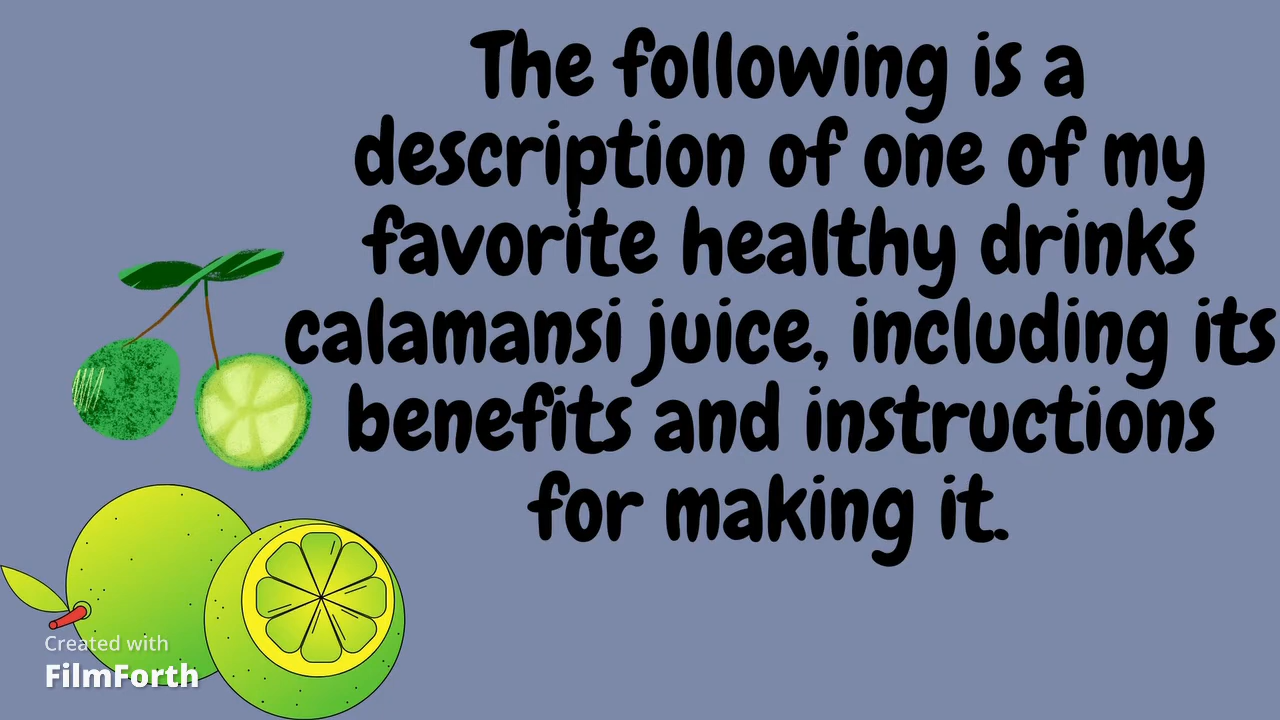 The following is a
description of one of my
favorite healthy drinks
calamansi juice, including its
benefits and instructions
for making it.
Created with
FilmForth